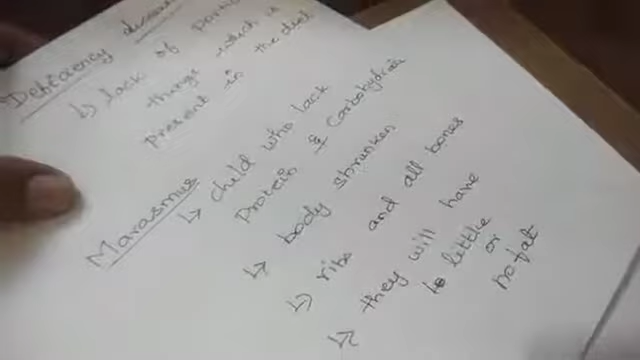 Deficiency
↳ lack of
things which is
present in the diet
Marasmus
↳ child who lack
Protein & Carbohydrate
↳ body shrunken
↳ ribs and all bones
↳ they will have
to little or
no fat